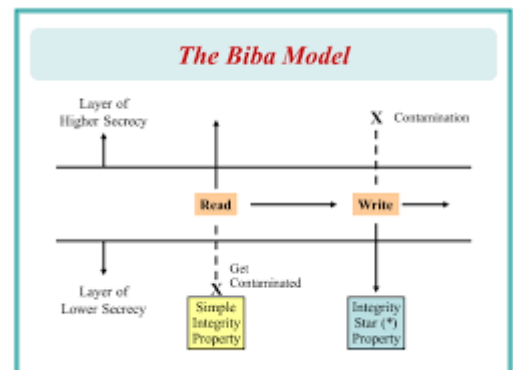 The Biba Model
Layer of
Higher Secrecy
X Contamination
Read
Write
Get
Contaminated
X
Layer of
Lower Secrecy
Simple
Integrity
Property
Integrity
Star (*)
Property